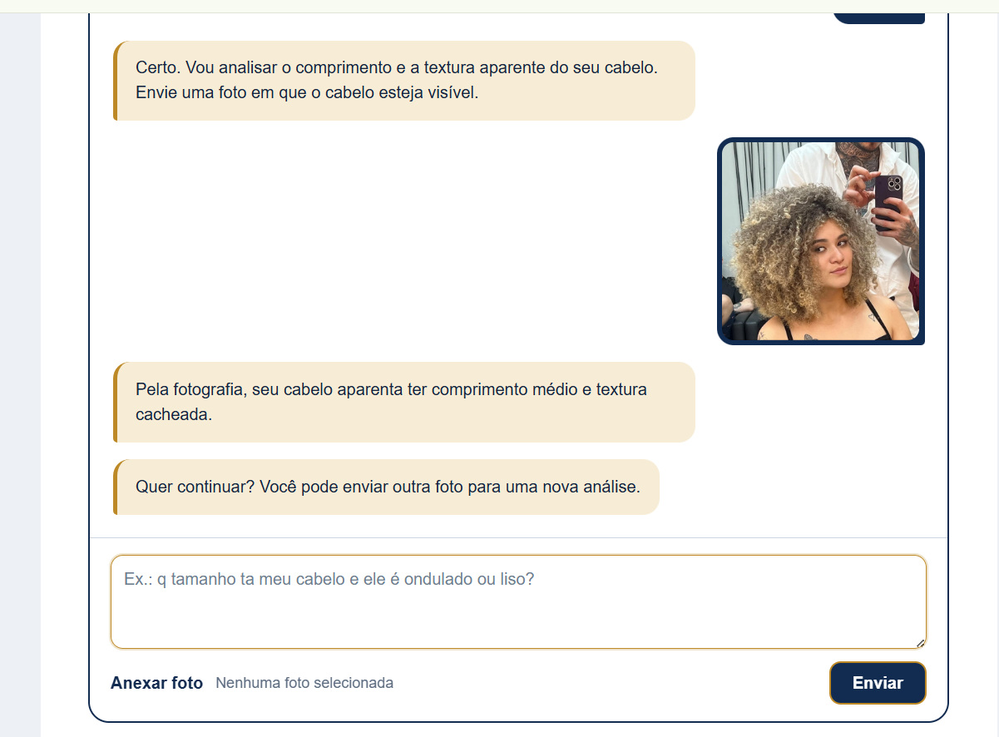 Certo. Vou analisar o comprimento e a textura aparente do seu cabelo.
Envie uma foto em que o cabelo esteja visível.
Pela fotografia, seu cabelo aparenta ter comprimento médio e textura
cacheada.
Quer continuar? Você pode enviar outra foto para uma nova análise.
Ex.: q tamanho ta meu cabelo e ele é ondulado ou liso?
Anexar foto Nenhuma foto selecionada
Enviar